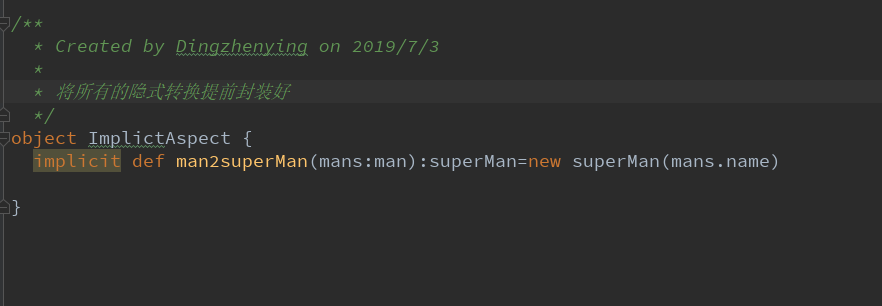 /**
* Created by Dingzhenying on 2019/7/3
*
* 将所有的隐式转换提前封装好
*/
object ImplictAspect {
implicit def man2superMan(mans:man):superMan=new superMan(mans.name)
}